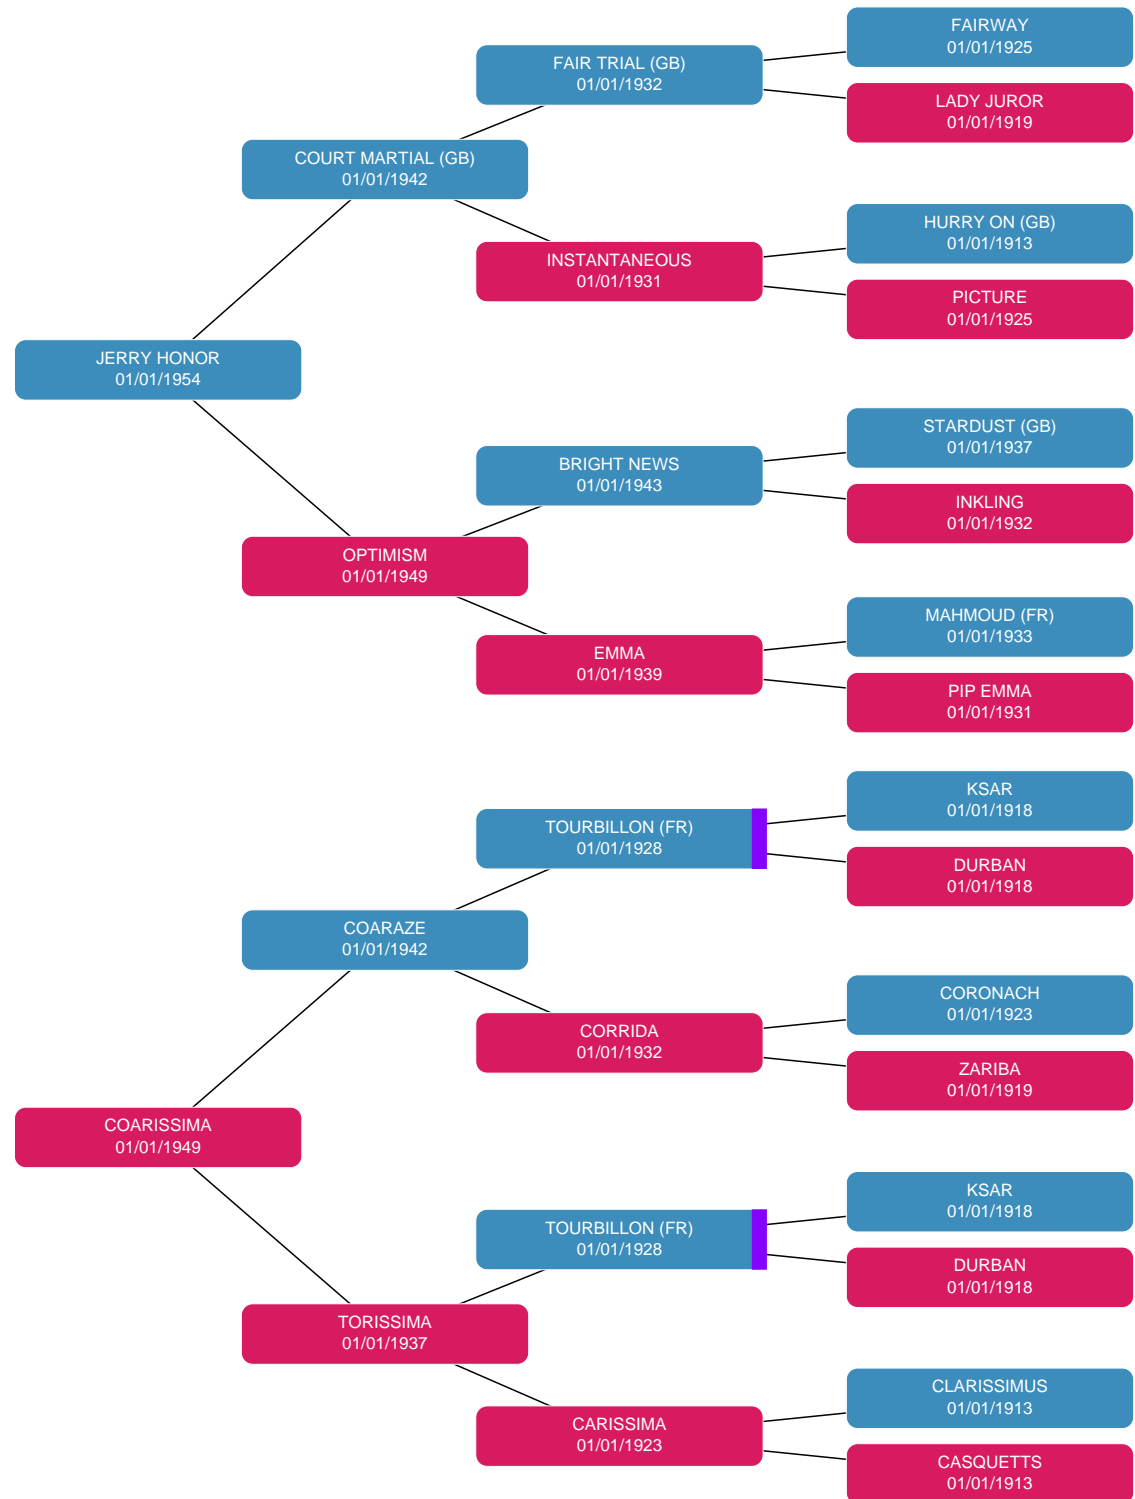 FAIRWAY
01/01/1925
FAIR TRIAL (GB)
01/01/1932
LADY JUROR
01/01/1919
COURT MARTIAL (GB)
01/01/1942
HURRY ON (GB)
01/01/1913
INSTANTANEOUS
01/01/1931
PICTURE
01/01/1925
JERRY HONOR
01/01/1954
STARDUST (GB)
01/01/1937
BRIGHT NEWS
01/01/1943
INKLING
01/01/1932
OPTIMISM
01/01/1949
MAHMOUD (FR)
01/01/1933
EMMA
01/01/1939
PIP EMMA
01/01/1931
KSAR
01/01/1918
TOURBILLON (FR)
01/01/1928
DURBAN
01/01/1918
COARAZE
01/01/1942
CORONACH
01/01/1923
CORRIDA
01/01/1932
ZARIBA
01/01/1919
COARISSIMA
01/01/1949
KSAR
01/01/1918
TOURBILLON (FR)
01/01/1928
DURBAN
01/01/1918
TORISSIMA
01/01/1937
CLARISSIMUS
01/01/1913
CARISSIMA
01/01/1923
CASQUETTS
01/01/1913